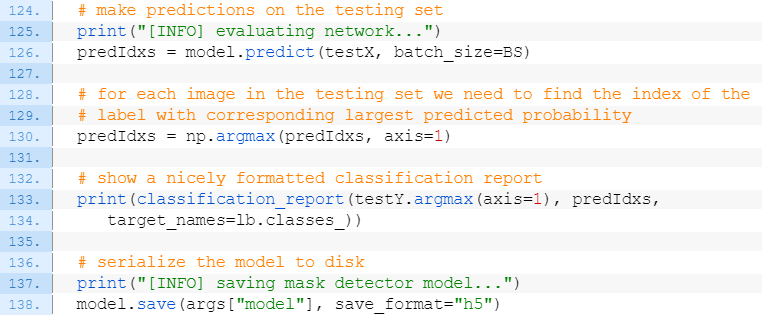 124. # make predictions on the testing set
125. print("[INFO] evaluating network...")
126. predIdxs = model.predict(testX, batch_size=BS)
127.
128. # for each image in the testing set we need to find the index of the
129. # label with corresponding largest predicted probability
130. predIdxs = np.argmax(predIdxs, axis=1)
131.
132. # show a nicely formatted classification report
133. print(classification_report(testY.argmax(axis=1), predIdxs,
134.    target_names=lb.classes_))
135.
136. # serialize the model to disk
137. print("[INFO] saving mask detector model...")
138. model.save(args["model"], save_format="h5")